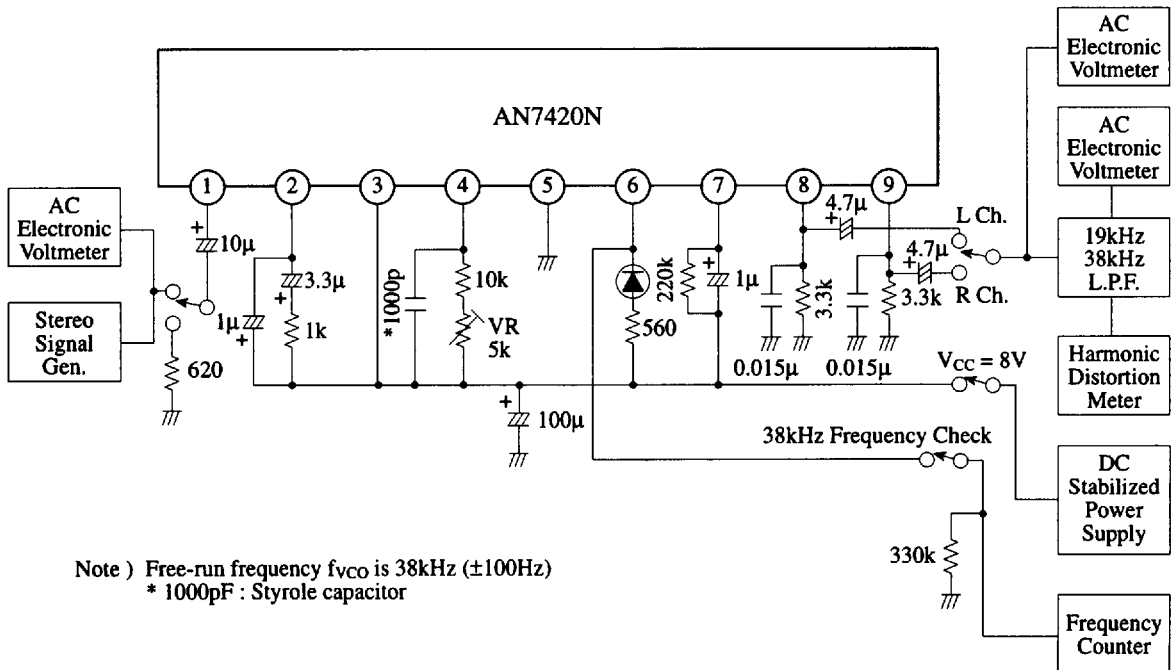 AC
Electronic
Voltmeter
AN7420N
AC
Electronic
Voltmeter
1
2
3
4
5
6
7
8
9
4.7μ
L Ch.
AC
Electronic
Voltmeter
+
10μ
+
19kHz
38kHz
L.P.F.
4.7μ
+
R Ch.
3.3μ
+
*1000p
10k
220k
+
1μ
3.3k
3.3k
Stereo
Signal
Gen.
1μ
+
1k
VR
5k
560
0.015μ
0.015μ
620
VCC = 8V
Harmonic
Distortion
Meter
+
100μ
38kHz Frequency Check
DC
Stabilized
Power
Supply
330k
Note ) Free-run frequency fVCO is 38kHz (±100Hz)
* 1000pF : Styrole capacitor
Frequency
Counter